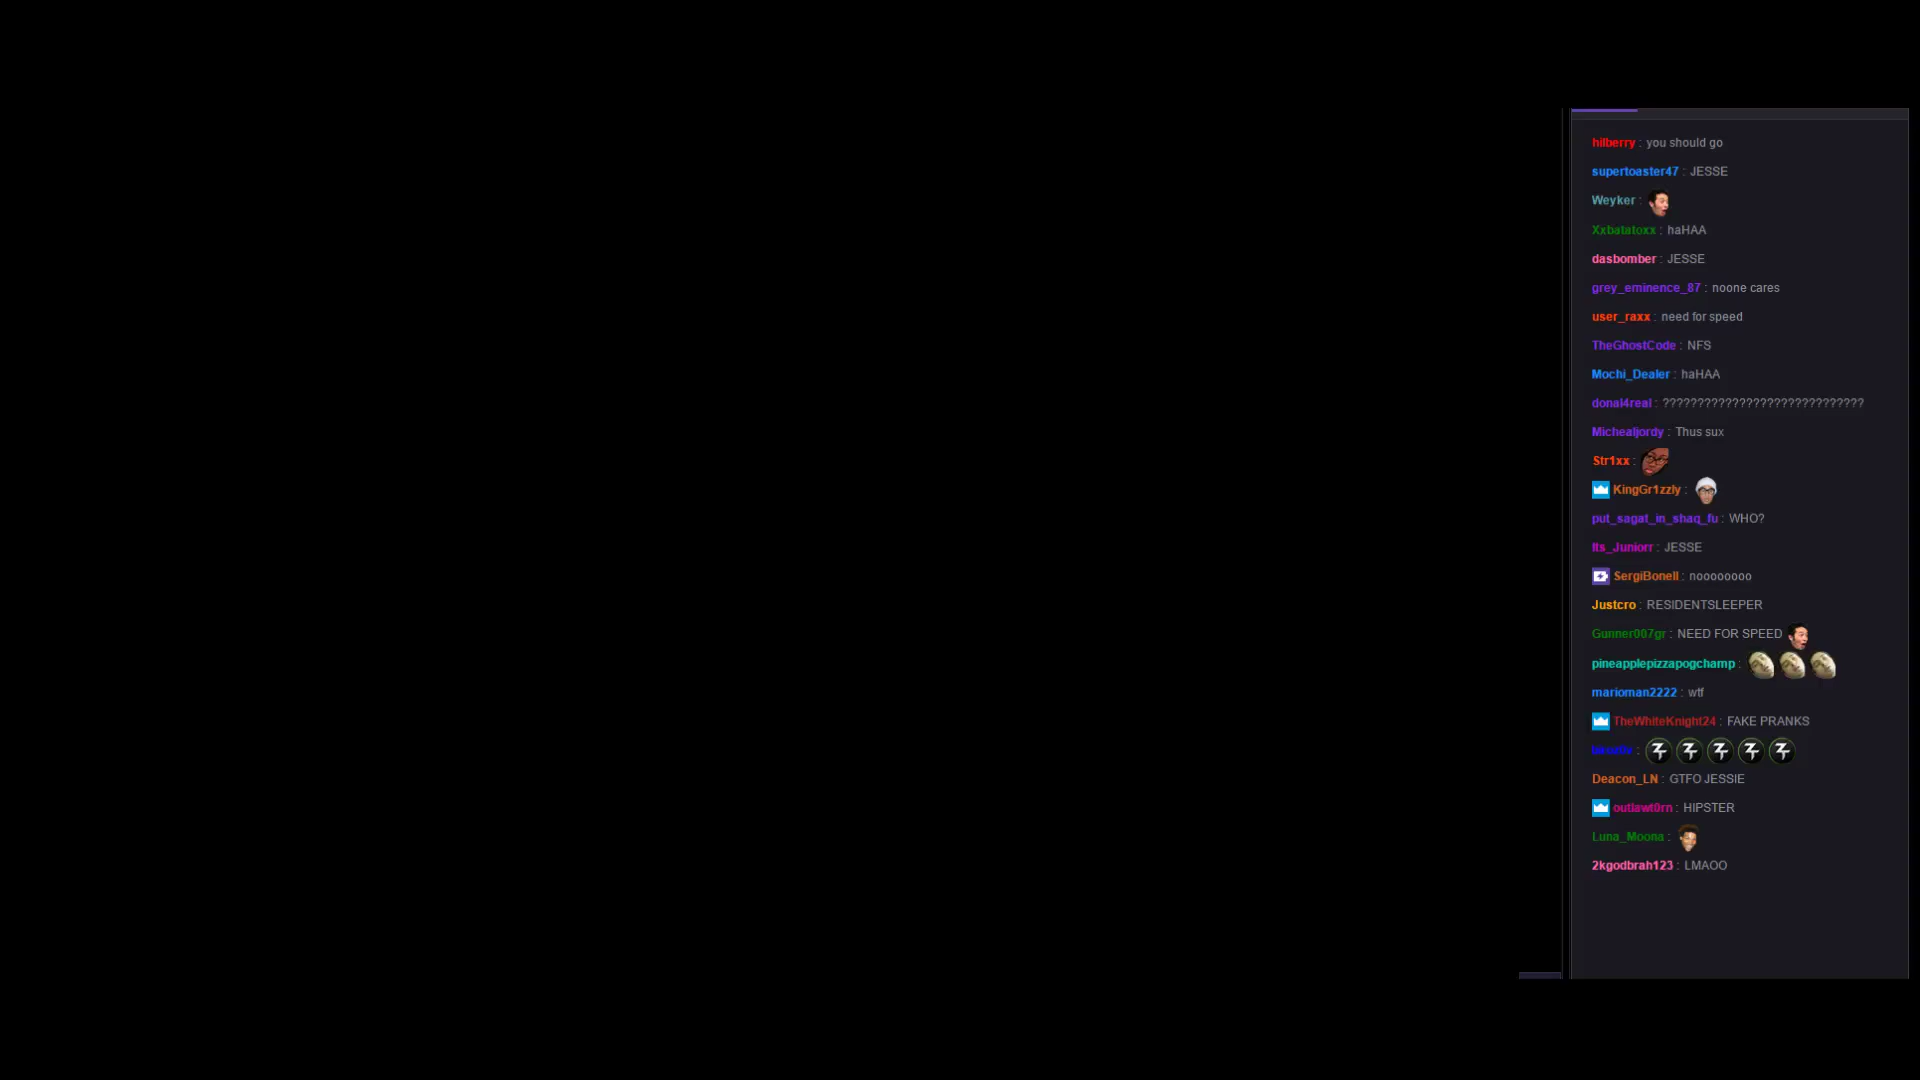 hilberry : you should go
supertoaster47 : JESSE
Weyker :
Xxbatatoxx : haHAA
dasbomber : JESSE
grey_eminence_87 : noone cares
user_raxx : need for speed
TheGhostCode : NFS
Mochi_Dealer : haHAA
donal4real : ?????????????????????????????
Michealjordy : Thus sux
Str1xx :
KingGr1zzly :
put_sagat_in_shaq_fu : WHO?
Its_Juniorr : JESSE
SergiBonell : noooooooo
Justcro : RESIDENTSLEEPER
Gunner007gr : NEED FOR SPEED
pineapplepizzapogchamp :
marioman2222 : wtf
TheWhiteKnight24 : FAKE PRANKS
Deacon_LN : GTFO JESSIE
outlawt0rn : HIPSTER
Luna_Moona :
2kgodbrah123 : LMAOO